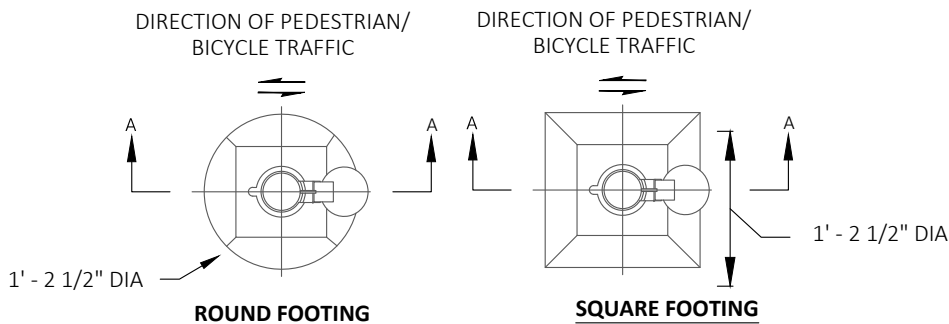 DIRECTION OF PEDESTRIAN/
BICYCLE TRAFFIC
A
A
1' - 2 1/2" DIA
ROUND FOOTING
DIRECTION OF PEDESTRIAN/
BICYCLE TRAFFIC
A
A
1' - 2 1/2" DIA
SQUARE FOOTING